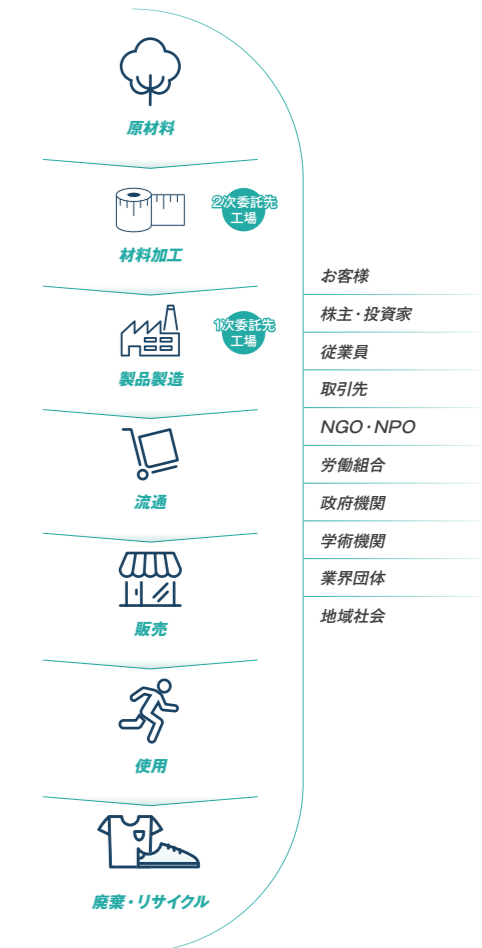 原材料
2次委託先
工場
材料加工
1次委託先
工場
製品製造
流通
販売
使用
廃棄・リサイクル
お客様
株主・投資家
従業員
取引先
NGO・NPO
労働組合
政府機関
学術機関
業界団体
地域社会